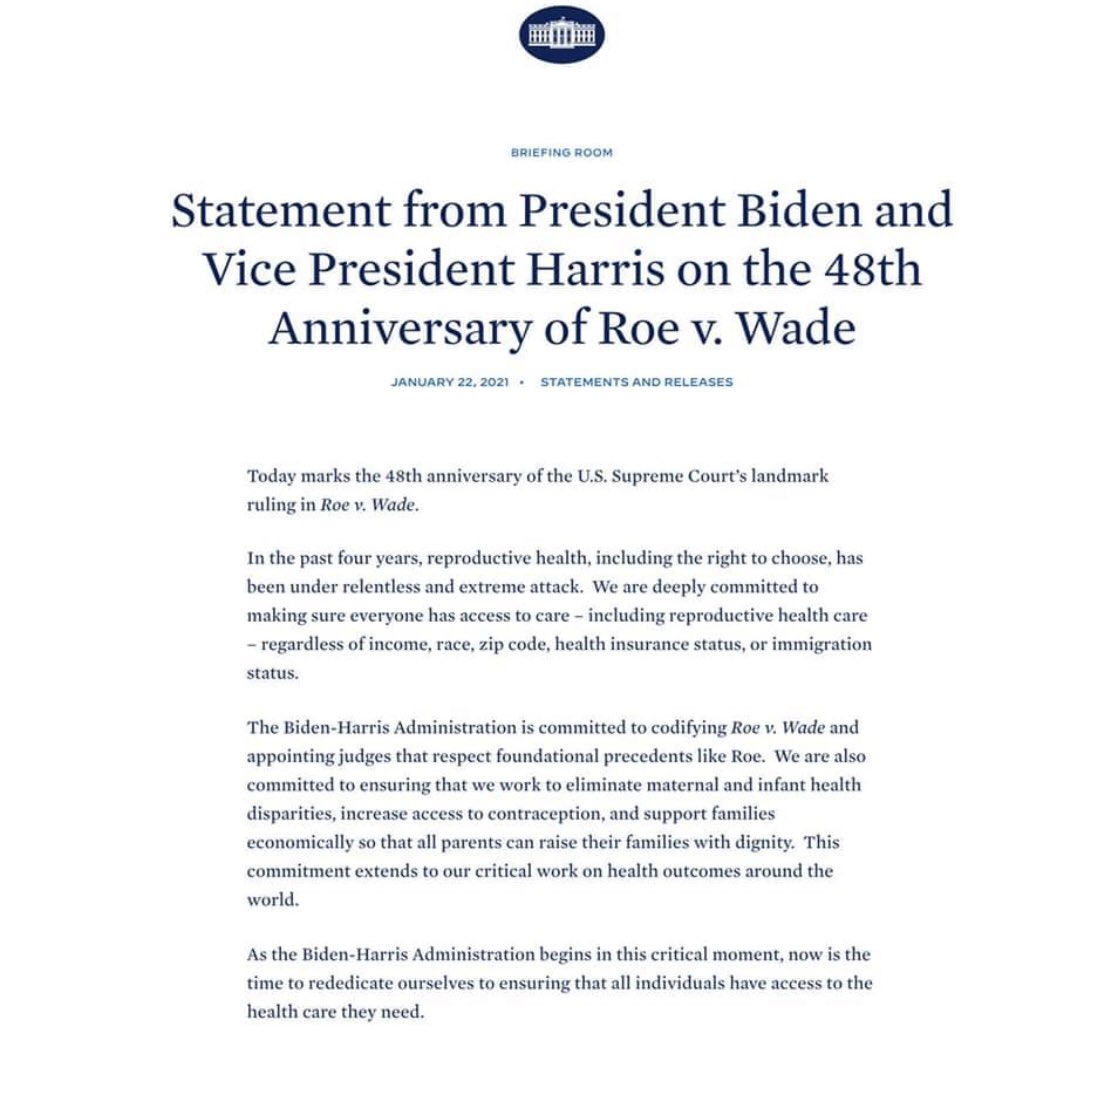 BRIEFING ROOM
Statement from President Biden and
Vice President Harris on the 48th
Anniversary of Roe v. Wade
JANUARY 22, 2021 • STATEMENTS AND RELEASES
Today marks the 48th anniversary of the U.S. Supreme Court’s landmark
ruling in Roe v. Wade.
In the past four years, reproductive health, including the right to choose, has
been under relentless and extreme attack.  We are deeply committed to
making sure everyone has access to care – including reproductive health care
– regardless of income, race, zip code, health insurance status, or immigration
status.
The Biden-Harris Administration is committed to codifying Roe v. Wade and
appointing judges that respect foundational precedents like Roe.  We are also
committed to ensuring that we work to eliminate maternal and infant health
disparities, increase access to contraception, and support families
economically so that all parents can raise their families with dignity.  This
commitment extends to our critical work on health outcomes around the
world.
As the Biden-Harris Administration begins in this critical moment, now is the
time to rededicate ourselves to ensuring that all individuals have access to the
health care they need.